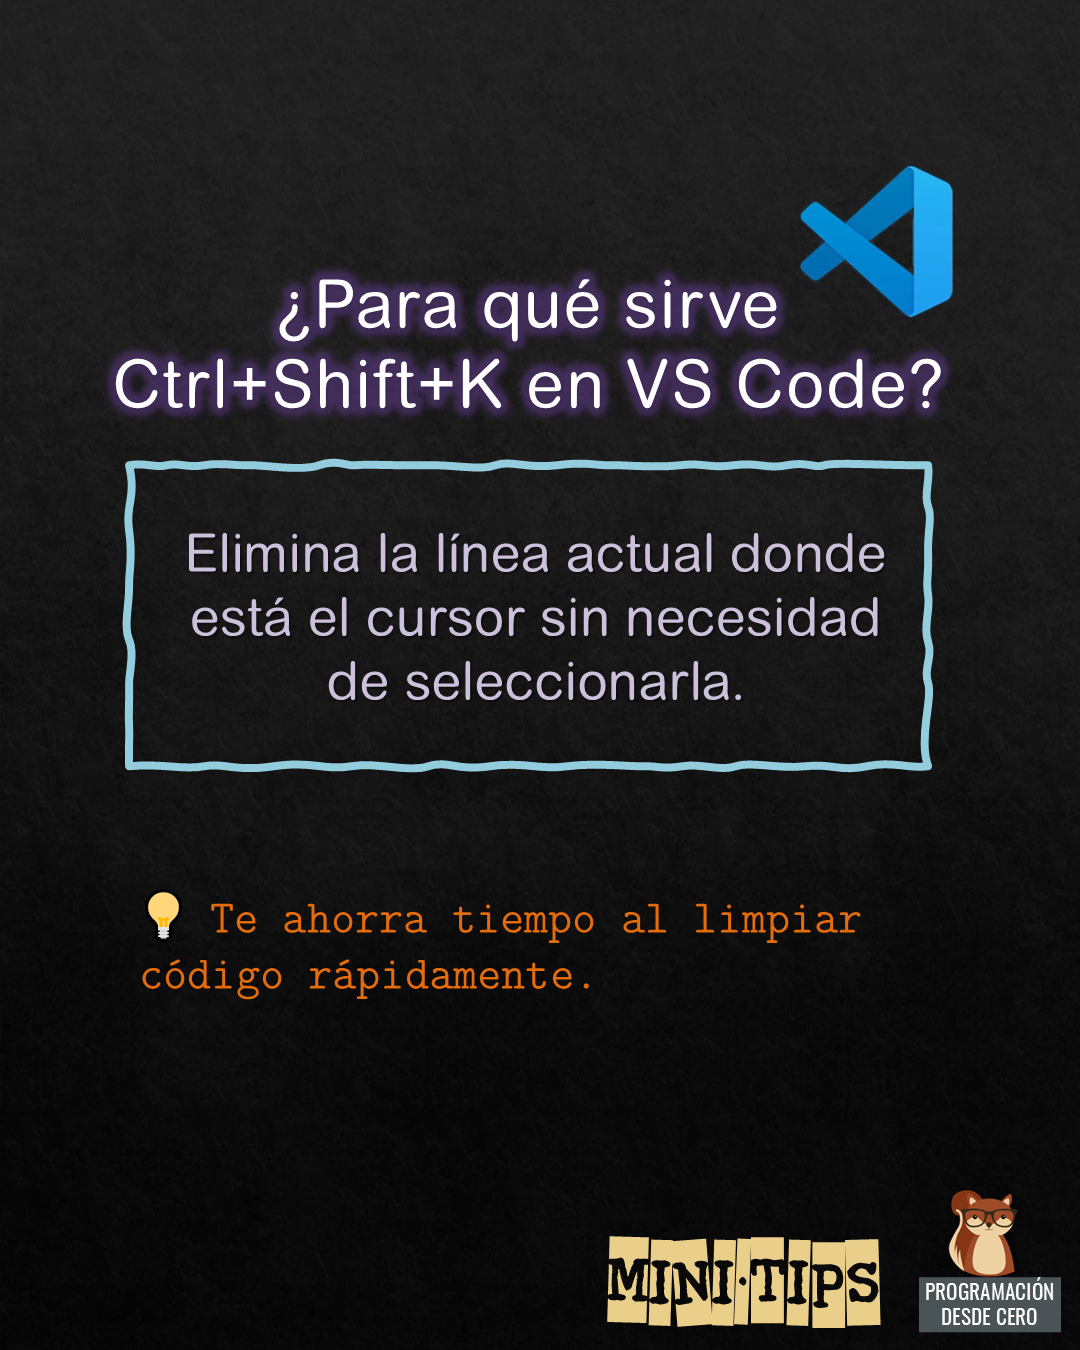 ¿Para qué sirve
Ctrl+Shift+K en VS Code?
Elimina la línea actual donde
está el cursor sin necesidad
de seleccionarla.
💡 Te ahorra tiempo al limpiar
código rápidamente.
MINI·TIPS
PROGRAMACIÓN
DESDE CERO